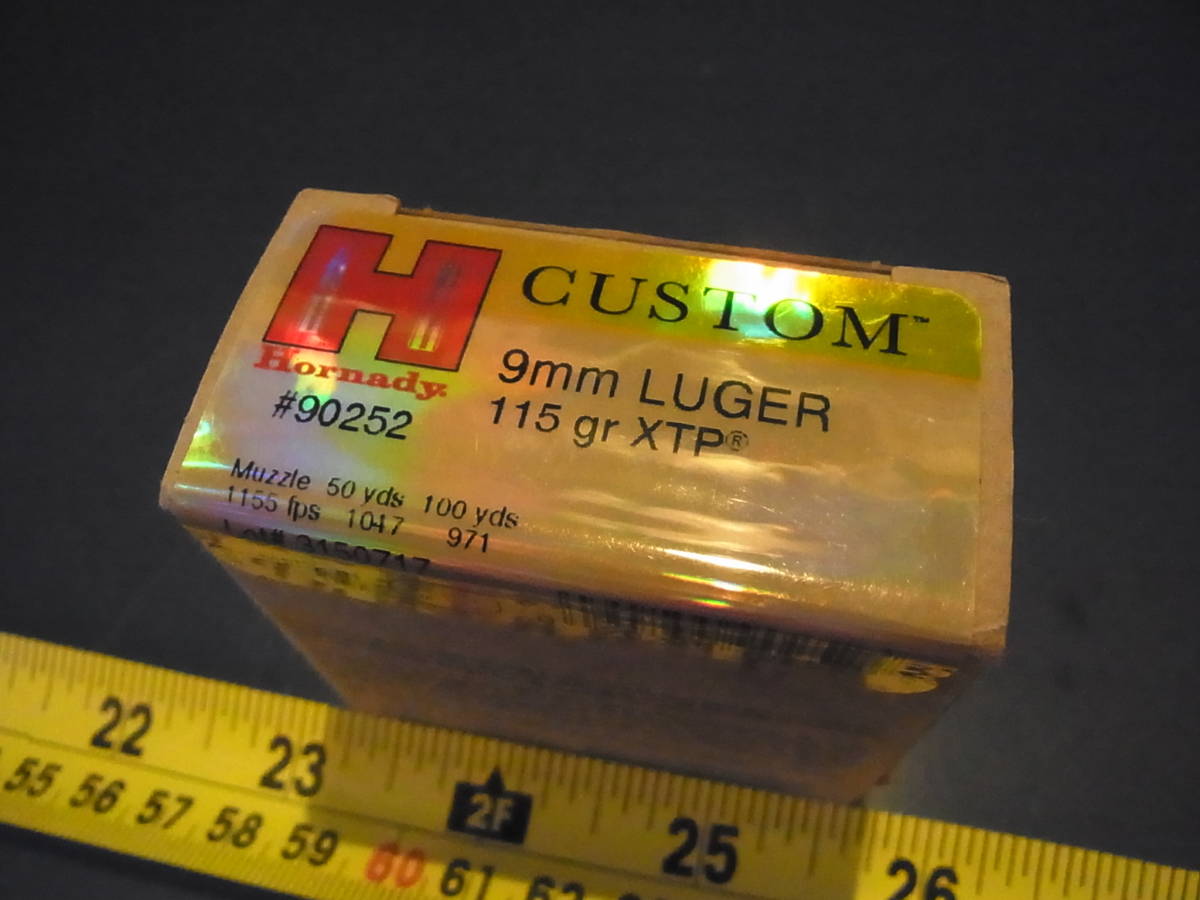 H
CUSTOM™
Hornady.
9mm LUGER
#90252
115 gr XTP®
Muzzle 50 yds 100 yds
1155 fps 1047 971
3150717
22 23 2F 25 26
55 56 57 58 59 60 61